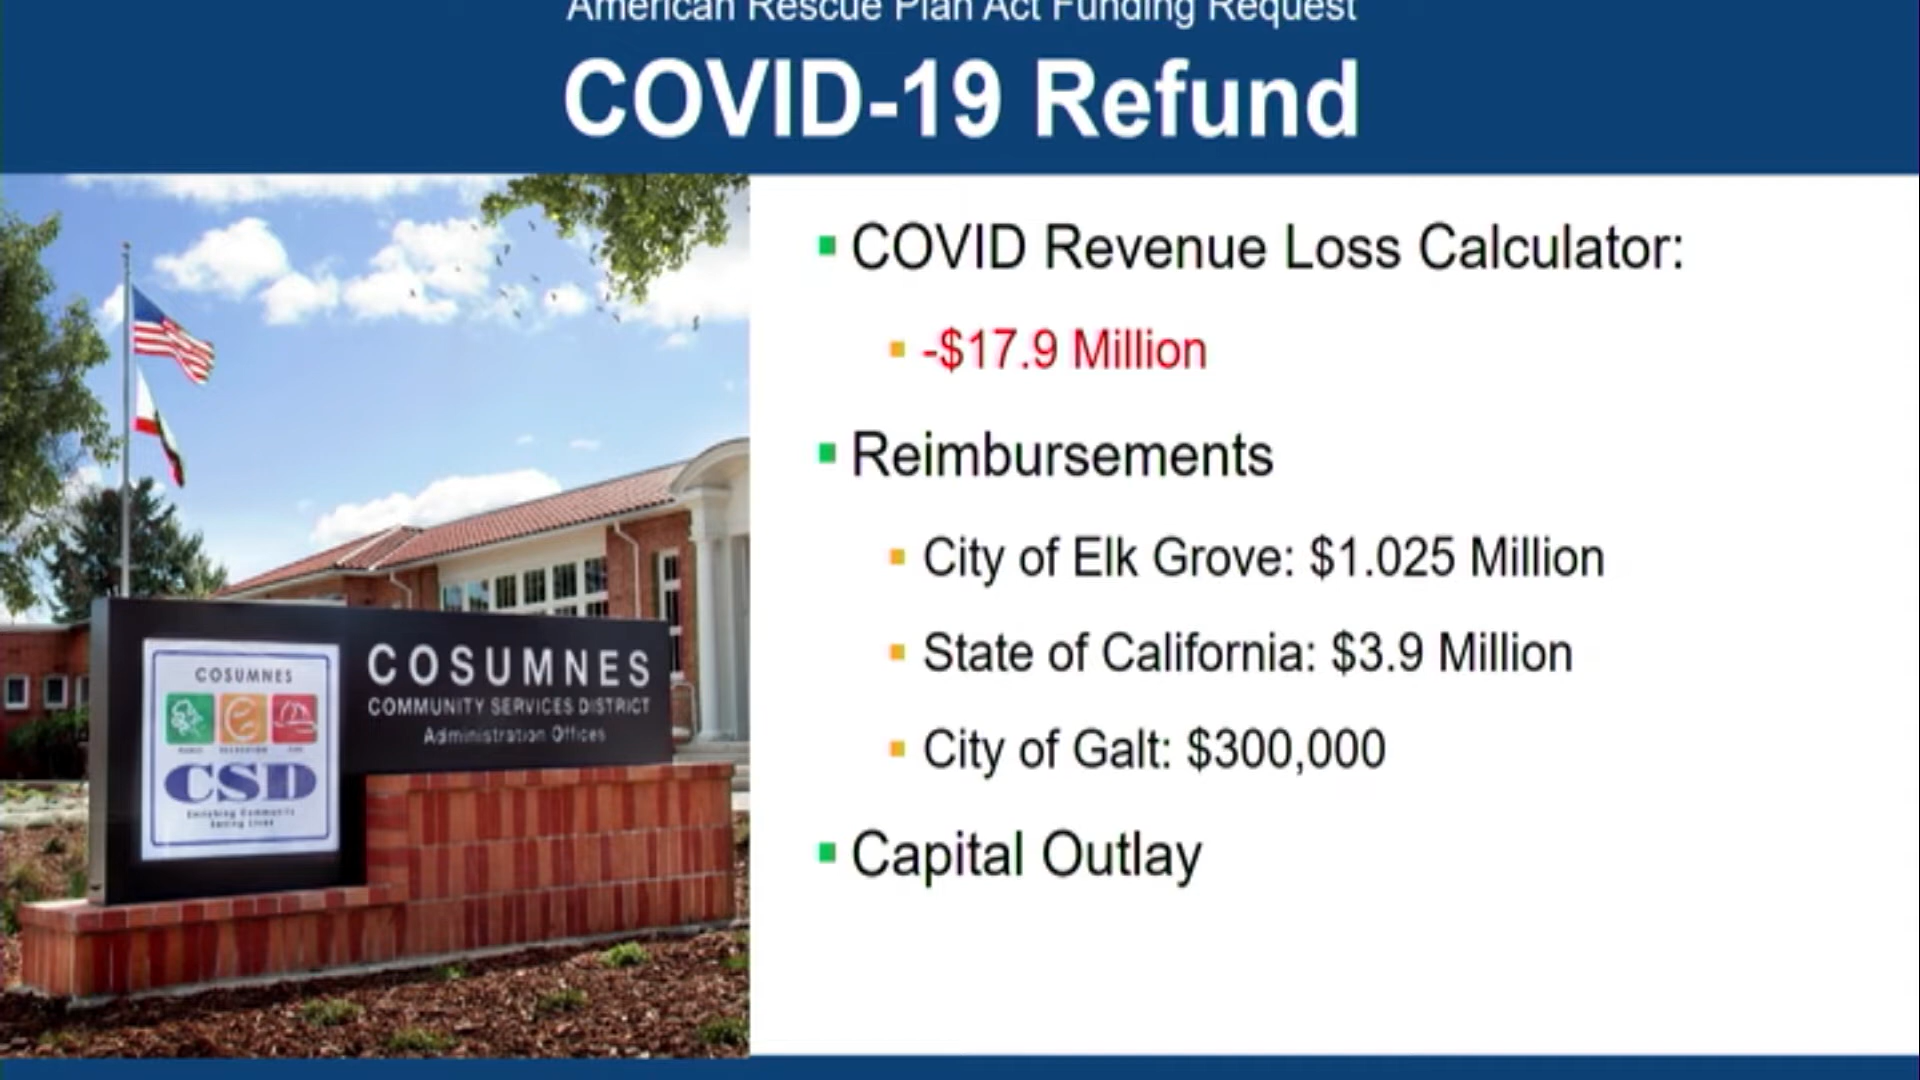 American Rescue Plan Act Funding Request
COVID-19 Refund
COVID Revenue Loss Calculator:
-$17.9 Million
Reimbursements
City of Elk Grove: $1.025 Million
State of California: $3.9 Million
City of Galt: $300,000
Capital Outlay
COSUMNES
COMMUNITY SERVICES DISTRICT
Administration Offices
COSUMNES
CSD